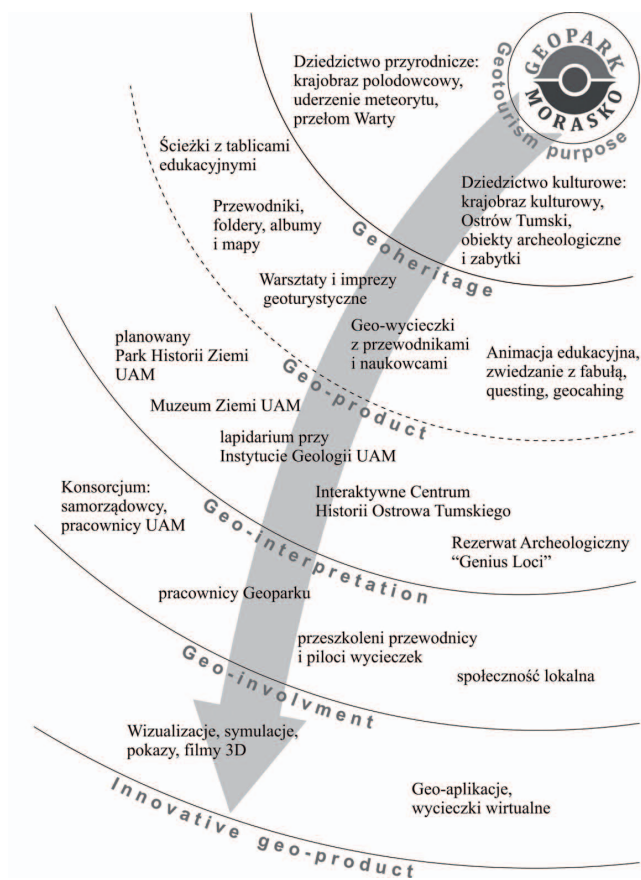 GEOPARK
MORASKO
Geotourism purpose
Dziedzictwo przyrodnicze:
krajobraz polodowcowy,
uderzenie meteorytu,
przełom Warty
Dziedzictwo kulturowe:
krajobraz kulturowy,
Ostrów Tumski,
obiekty archeologiczne
i zabytki
Geoheritage
Ścieżki z tablicami
edukacyjnymi
Przewodniki,
foldery, albumy
i mapy
Warsztaty i imprezy
geoturystyczne
Geo-wycieczki
z przewodnikami
i naukowcami
Animacja edukacyjna,
zwiedzanie z fabułą,
questing, geocahing
Geo-product
planowany
Park Historii Ziemi
UAM
Muzeum Ziemi UAM
lapidarium przy
Instytucie Geologii UAM
Interaktywne Centrum
Historii Ostrowa Tumskiego
Rezerwat Archeologiczny
“Genius Loci”
Geo-interpretation
Konsorcjum:
samorządowcy,
pracownicy UAM
pracownicy Geoparku
przeszkoleni przewodnicy
i piloci wycieczek
społeczność lokalna
Geo-involvment
Wizualizacje, symulacje,
pokazy, filmy 3D
Geo-aplikacje,
wycieczki wirtualne
Innovative geo-product